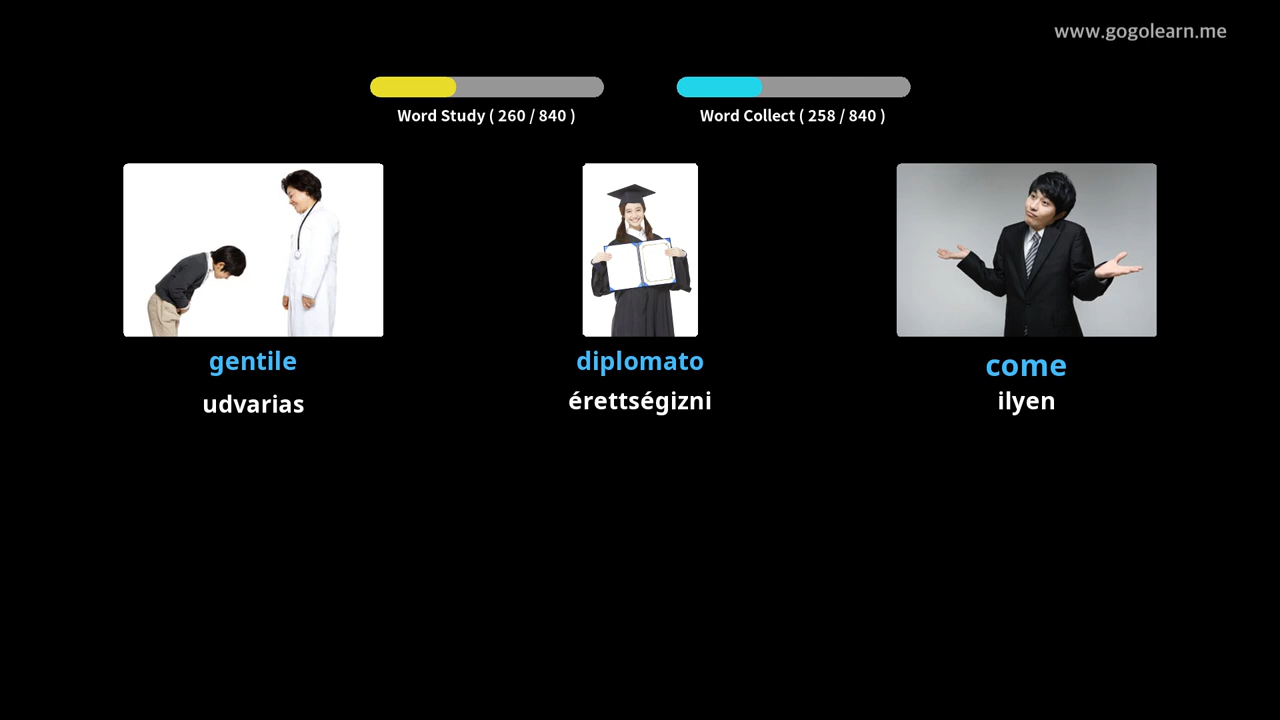 www.gogolearn.me
Word Study ( 260 / 840 )
Word Collect ( 258 / 840 )
gentile
diplomato
come
udvarias
érettségizni
ilyen